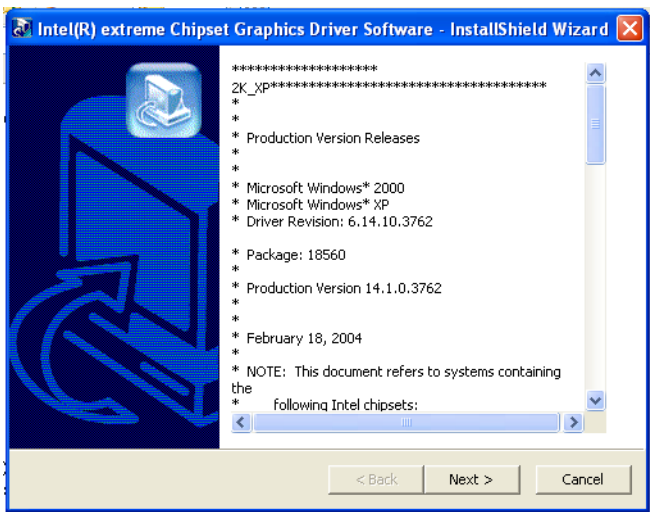 Intel(R) extreme Chipset Graphics Driver Software - InstallShield Wizard
*******************
2K_XP************************************
*
*
* Production Version Releases
*
*
* Microsoft Windows* 2000
* Microsoft Windows* XP
* Driver Revision: 6.14.10.3762
* Package: 18560
*
* Production Version 14.1.0.3762
*
*
* February 18, 2004
*
* NOTE: This document refers to systems containing
the
* following Intel chipsets:
< Back
Next >
Cancel